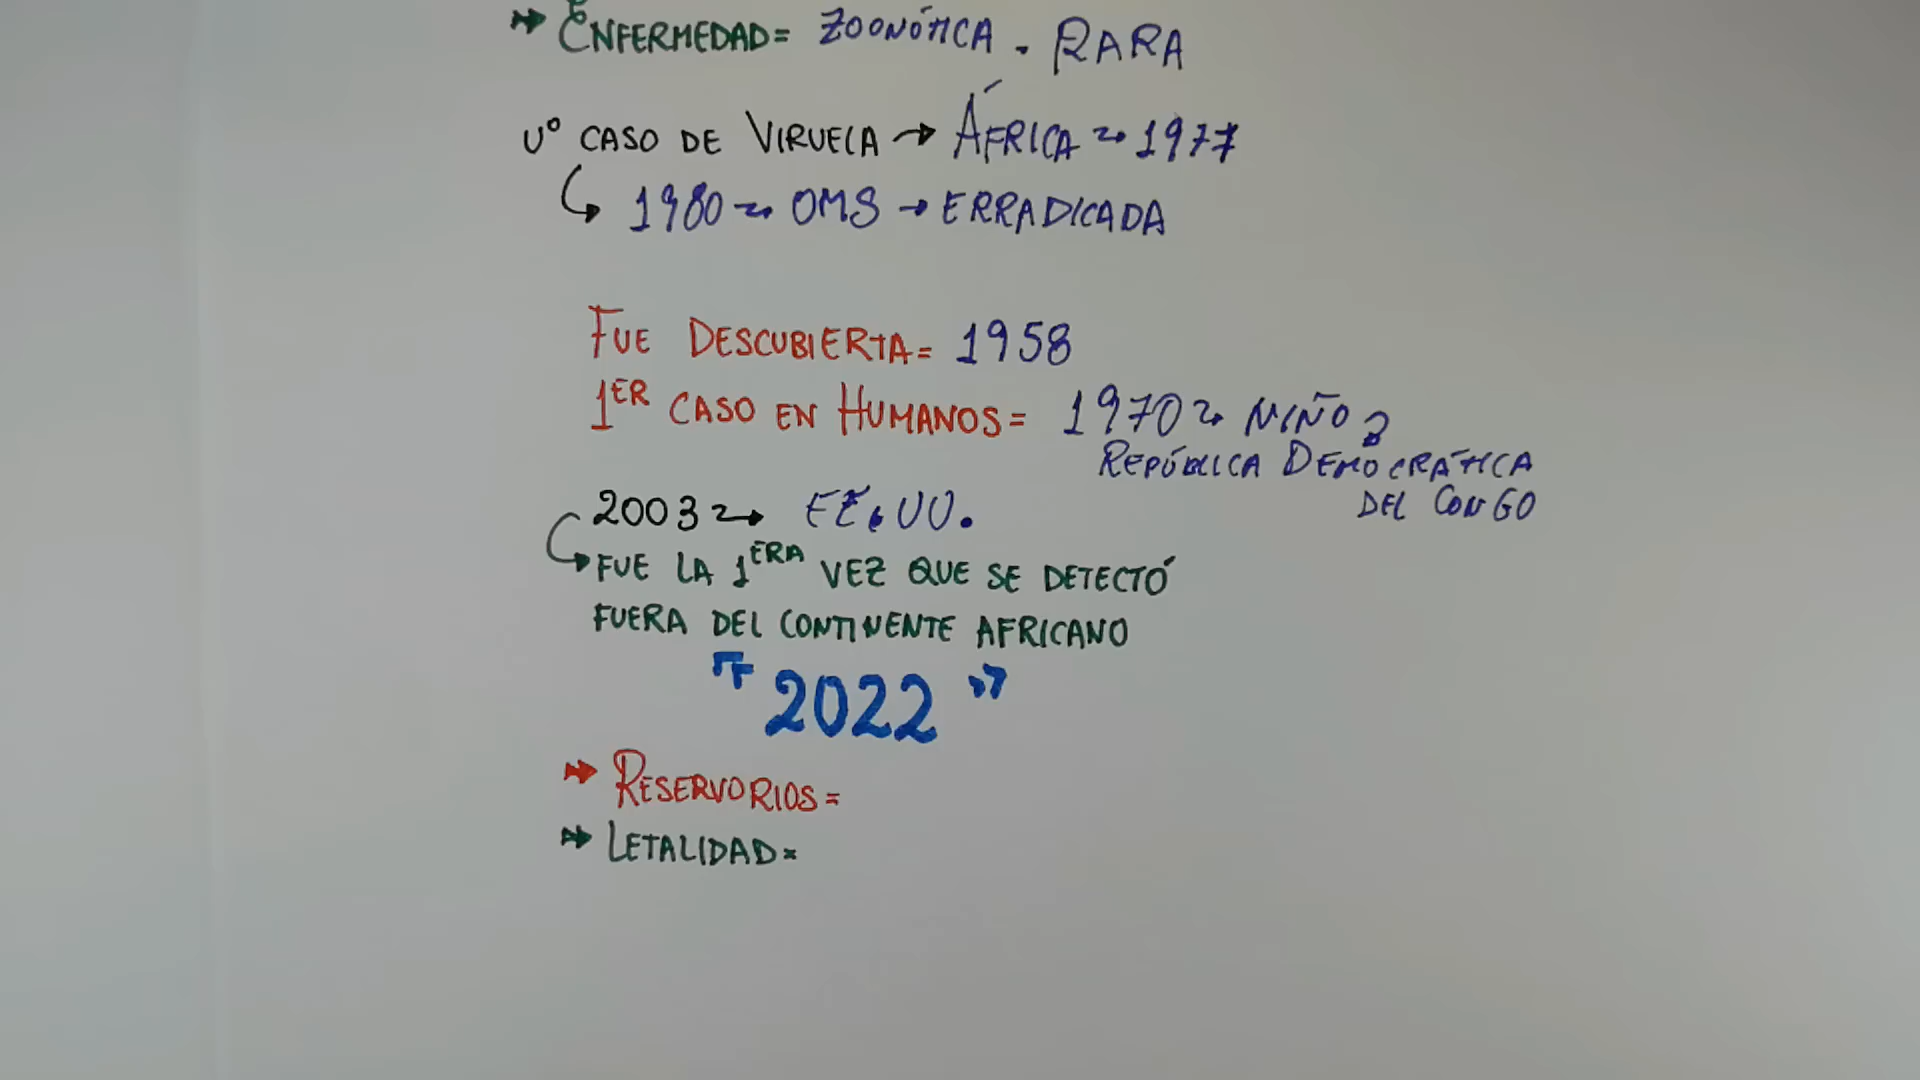 ENFERMEDAD= ZOONÓTICA. RARA
Uº CASO DE VIRUELA → ÁFRICA → 1977
1980 → OMS → ERRADICADA
FUE DESCUBIERTA= 1958
1ER CASO EN HUMANOS= 1970 → NIÑO
REPÚBLICA DEMOCRÁTICA
DEL CONGO
2003 → EE.UU.
FUE LA 1ERA VEZ QUE SE DETECTÓ
FUERA DEL CONTINENTE AFRICANO
"2022"
RESERVORIOS=
LETALIDAD=